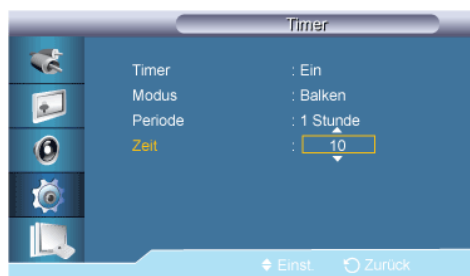 Timer
Timer : Ein
Modus : Balken
Periode : 1 Stunde
Zeit : 10
Einst. Zurück